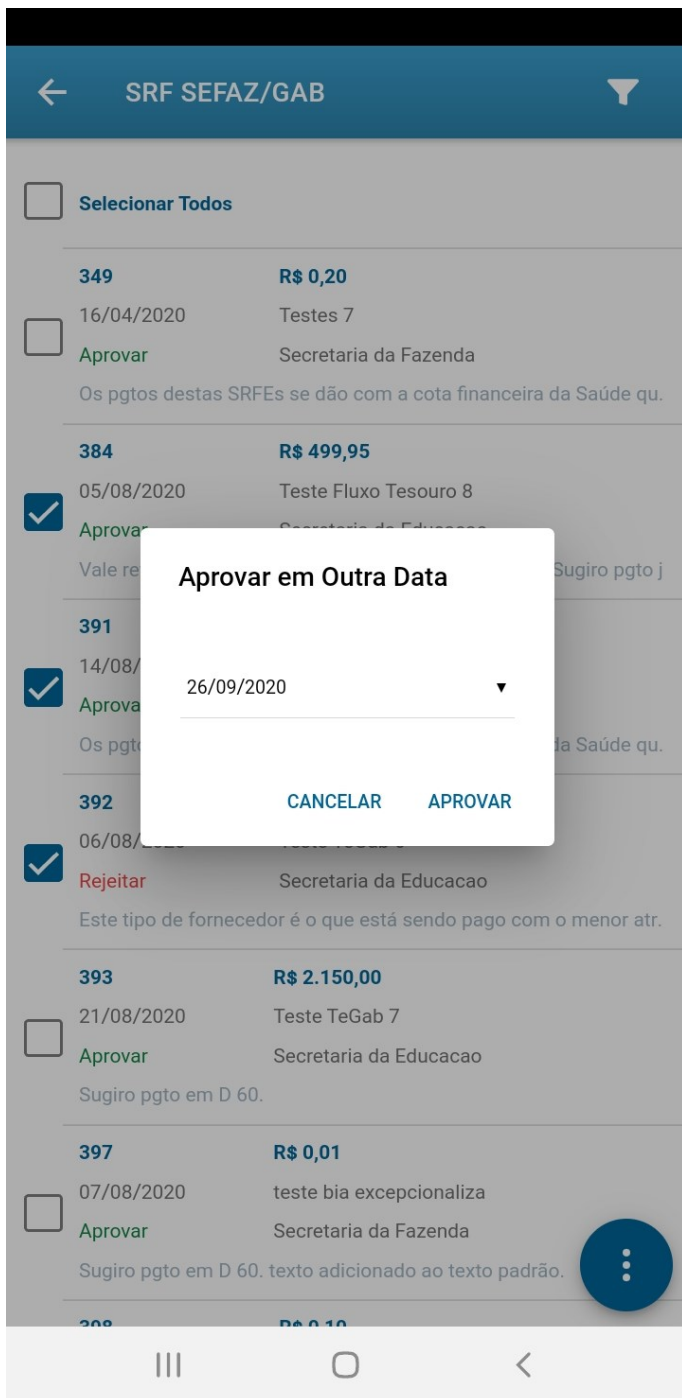 SRF SEFAZ/GAB
Selecionar Todos
349 R$ 0,20
16/04/2020 Testes 7
Aprovar Secretaria da Fazenda
Os pgtos destas SRFEs se dão com a cota financeira da Saúde qu.
384 R$ 499,95
05/08/2020 Teste Fluxo Tesouro 8
Aprovar
Vale re Sugiro pgto j
Aprovar em Outra Data
391
14/08/
26/09/2020
Aprova
Os pgto da Saúde qu.
CANCELAR APROVAR
392
06/08/
Rejeitar Secretaria da Educacao
Este tipo de fornecedor é o que está sendo pago com o menor atr.
393 R$ 2.150,00
21/08/2020 Teste TeGab 7
Aprovar Secretaria da Educacao
Sugiro pgto em D 60.
397 R$ 0,01
07/08/2020 teste bia excepcionaliza
Aprovar Secretaria da Fazenda
Sugiro pgto em D 60. texto adicionado ao texto padrão.